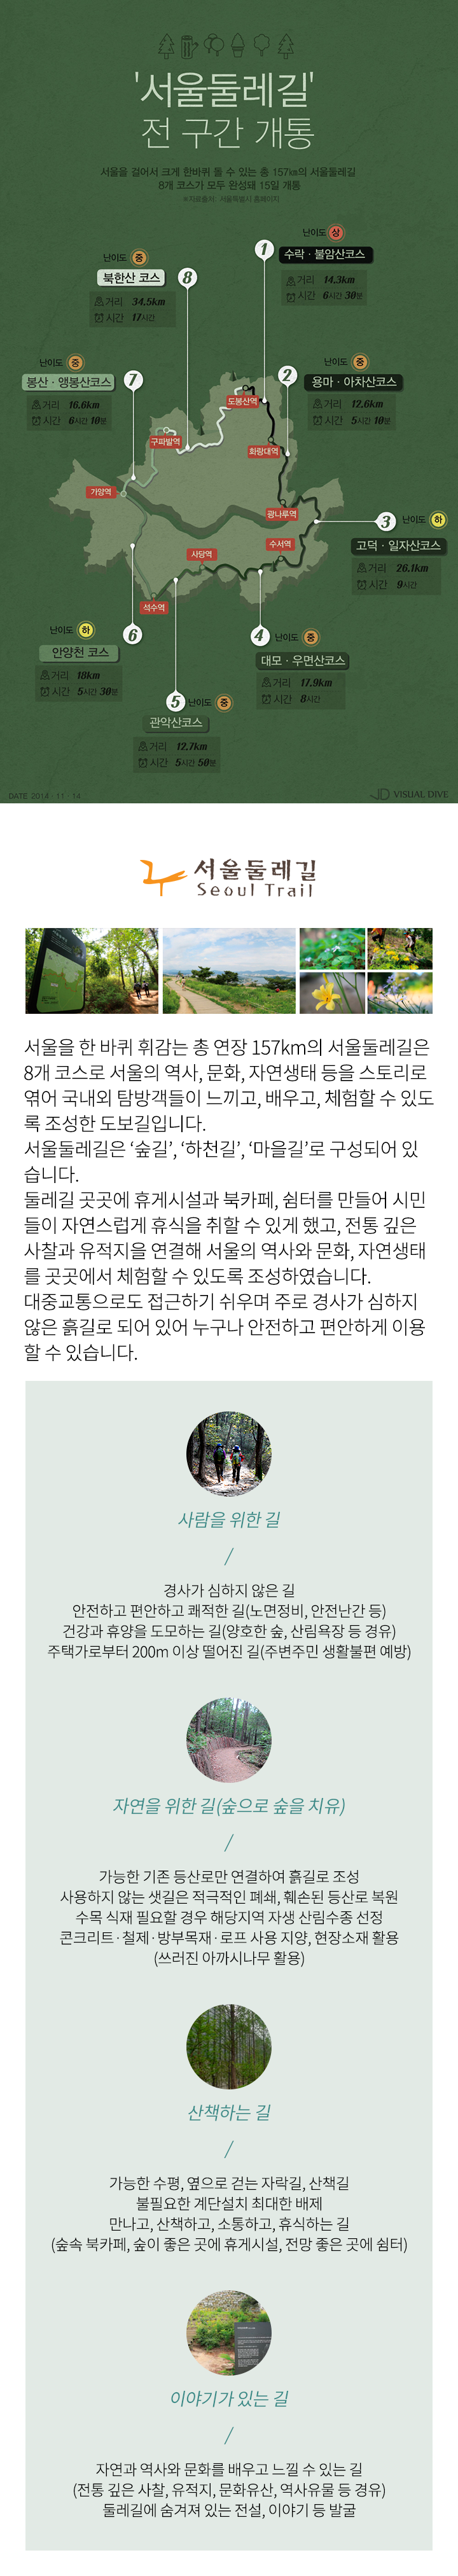 '서울둘레길'
전 구간 개통
서울을 걸어서 크게 한바퀴 돌 수 있는 총 157㎞의 서울둘레길
8개 코스가 모두 완성돼 15일 개통
※자료출처 : 서울특별시 홈페이지
난이도 상
1
수락 · 불암산 코스
거리 14.3km
시간 6시간 30분
난이도 중
북한산 코스
8
거리 34.5km
시간 17시간
난이도 중
봉산 · 앵봉산코스
7
거리 16.6km
시간 6시간 10분
난이도 중
2
용마 · 아차산코스
거리 12.6km
시간 5시간 10분
도봉산역
구파발역
화랑대역
가양역
광나루역
사당역
수서역
석수역
3
난이도 하
고덕 · 일자산코스
거리 26.1km
시간 9시간
난이도 하
6
안양천 코스
거리 18km
시간 5시간 30분
4
난이도 중
대모 · 우면산코스
거리 17.9km
시간 8시간
5
난이도 중
관악산코스
거리 12.7km
시간 5시간 50분
DATE 2014 · 11 · 14
VISUAL DIVE
서울둘레길
Seoul Trail
서울을 한 바퀴 휘감는 총 연장 157km의 서울둘레길은
8개 코스로 서울의 역사, 문화, 자연생태 등을 스토리로
엮어 국내외 탐방객들이 느끼고, 배우고, 체험할 수 있도
록 조성한 도보길입니다.
서울둘레길은 ‘숲길’, ‘하천길’, ‘마을길’로 구성되어 있
습니다.
둘레길 곳곳에 휴게시설과 북카페, 쉼터를 만들어 시민
들이 자연스럽게 휴식을 취할 수 있게 했고, 전통 깊은
사찰과 유적지을 연결해 서울의 역사와 문화, 자연생태
를 곳곳에서 체험할 수 있도록 조성하였습니다.
대중교통으로도 접근하기 쉬우며 주로 경사가 심하지
않은 흙길로 되어 있어 누구나 안전하고 편안하게 이용
할 수 있습니다.
사람을 위한 길
/
경사가 심하지 않은 길
안전하고 편안하고 쾌적한 길(노면정비, 안전난간 등)
건강과 휴양을 도모하는 길(양호한 숲, 산림욕장 등 경유)
주택가로부터 200m 이상 떨어진 길(주변주민 생활불편 예방)
자연을 위한 길(숲으로 숲을 치유)
/
가능한 기존 등산로만 연결하여 흙길로 조성
사용하지 않는 샛길은 적극적인 폐쇄, 훼손된 등산로 복원
수목 식재 필요할 경우 해당지역 자생 산림수종 선정
콘크리트·철제·방부목재·로프 사용 지양, 현장소재 활용
(쓰러진 아까시나무 활용)
산책하는 길
/
가능한 수평, 옆으로 걷는 자락길, 산책길
불필요한 계단설치 최대한 배제
만나고, 산책하고, 소통하고, 휴식하는 길
(숲속 북카페, 숲이 좋은 곳에 휴게시설, 전망 좋은 곳에 쉼터)
이야기가 있는 길
/
자연과 역사와 문화를 배우고 느낄 수 있는 길
(전통 깊은 사찰, 유적지, 문화유산, 역사유물 등 경유)
둘레길에 숨겨져 있는 전설, 이야기 등 발굴